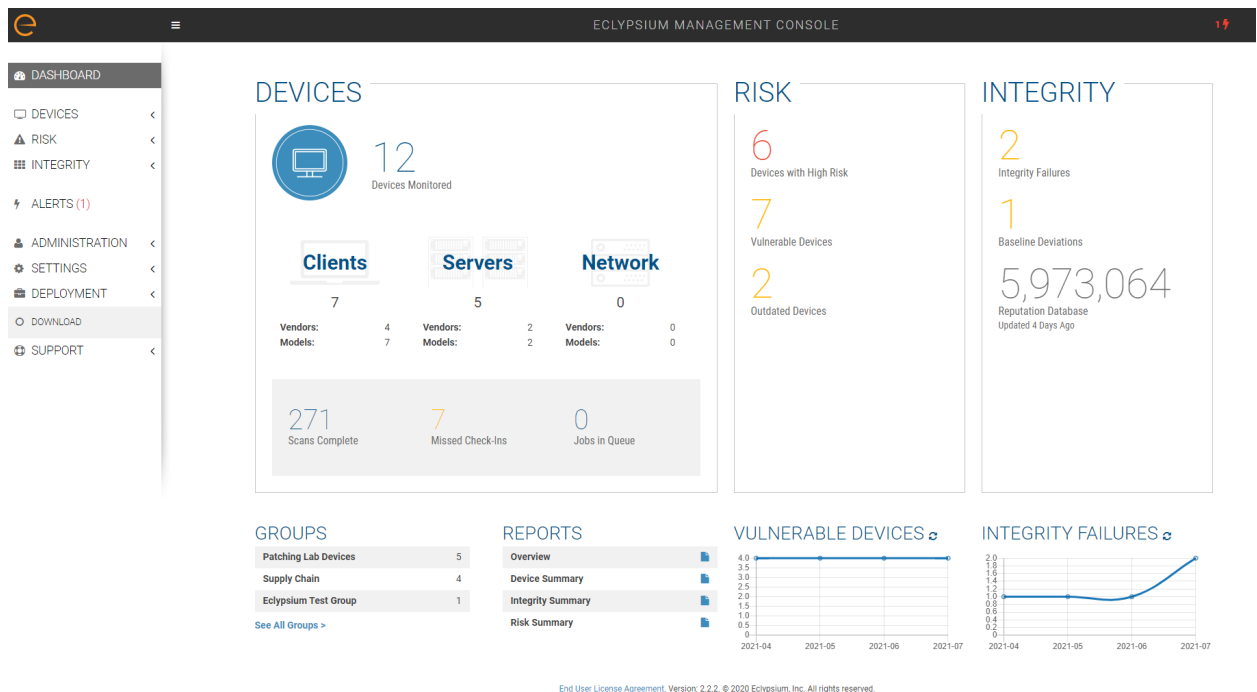 e
ECLYPSIUM MANAGEMENT CONSOLE
1
DASHBOARD
DEVICES
RISK
INTEGRITY
ALERTS (1)
ADMINISTRATION
SETTINGS
DEPLOYMENT
DOWNLOAD
SUPPORT
DEVICES
12
Devices Monitored
Clients Servers Network
7 5 0
Vendors: 4 Vendors: 2 Vendors: 0
Models: 7 Models: 2 Models: 0
271 7 0
Scans Complete Missed Check-Ins Jobs in Queue
RISK
6
Devices with High Risk
7
Vulnerable Devices
2
Outdated Devices
INTEGRITY
2
Integrity Failures
1
Baseline Deviations
5,973,064
Reputation Database
Updated 4 Days Ago
GROUPS
Patching Lab Devices 5
Supply Chain 4
Eclypsium Test Group 1
See All Groups >
REPORTS
Overview
Device Summary
Integrity Summary
Risk Summary
VULNERABLE DEVICES
4.0
3.5
3.0
2.5
2.0
1.5
1.0
0.5
0
2021-04 2021-05 2021-06 2021-07
INTEGRITY FAILURES
2.0
1.8
1.6
1.4
1.2
1.0
0.8
0.6
0.4
0.2
0
2021-04 2021-05 2021-06 2021-07
End User License Agreement. Version: 2.2.2. © 2020 Eclypsium, Inc. All rights reserved.